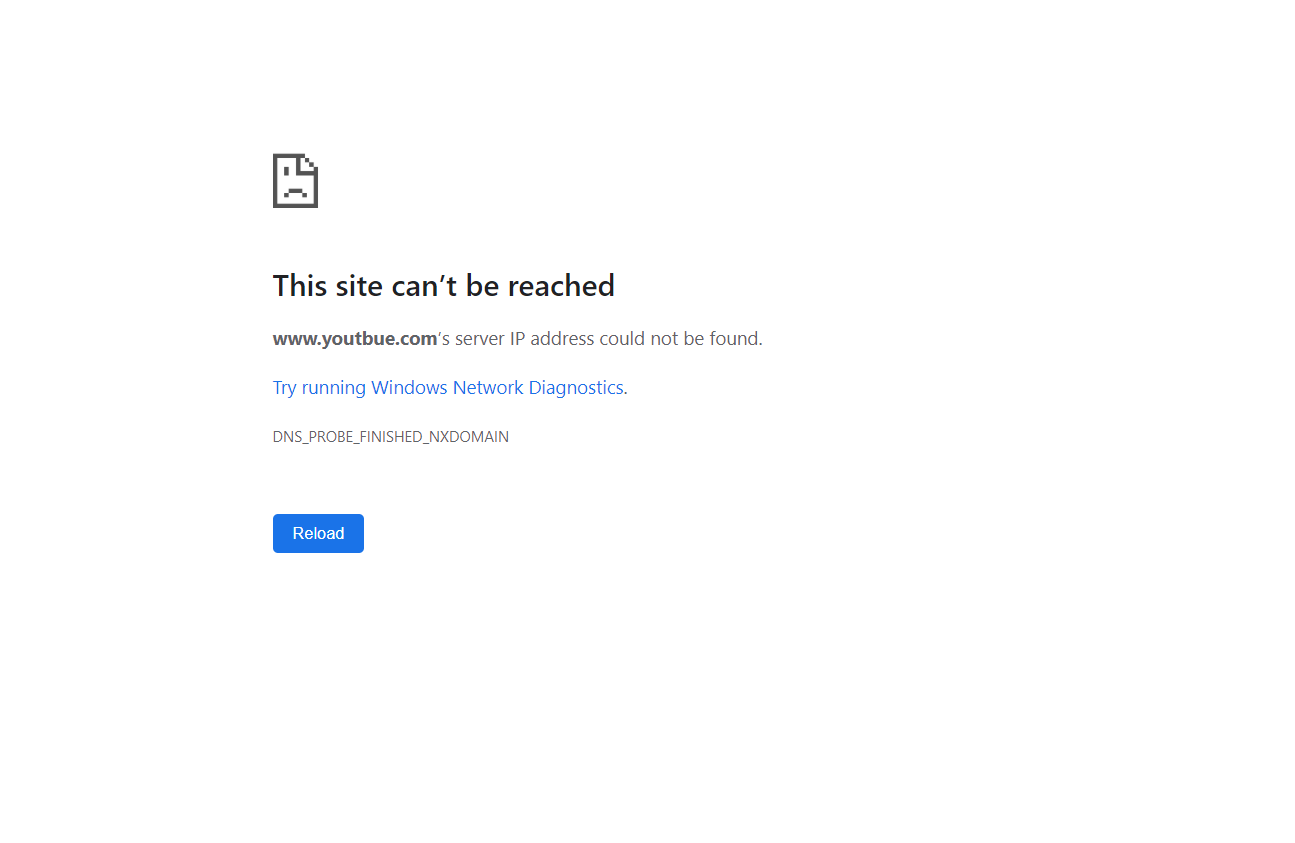 This site can’t be reached
www.youtbue.com’s server IP address could not be found.
Try running Windows Network Diagnostics.
DNS_PROBE_FINISHED_NXDOMAIN
Reload